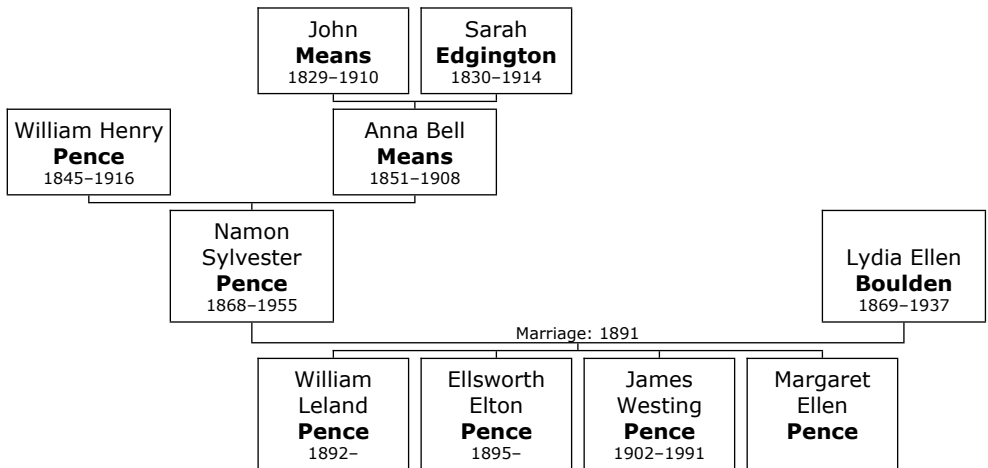 John
Means
1829–1910
Sarah
Edgington
1830–1914
William Henry
Pence
1845–1916
Anna Bell
Means
1851–1908
Namon
Sylvester
Pence
1868–1955
Lydia Ellen
Boulden
1869–1937
Marriage: 1891
William
Leland
Pence
1892–
Ellsworth
Elton
Pence
1895–
James
Westing
Pence
1902–1991
Margaret
Ellen
Pence